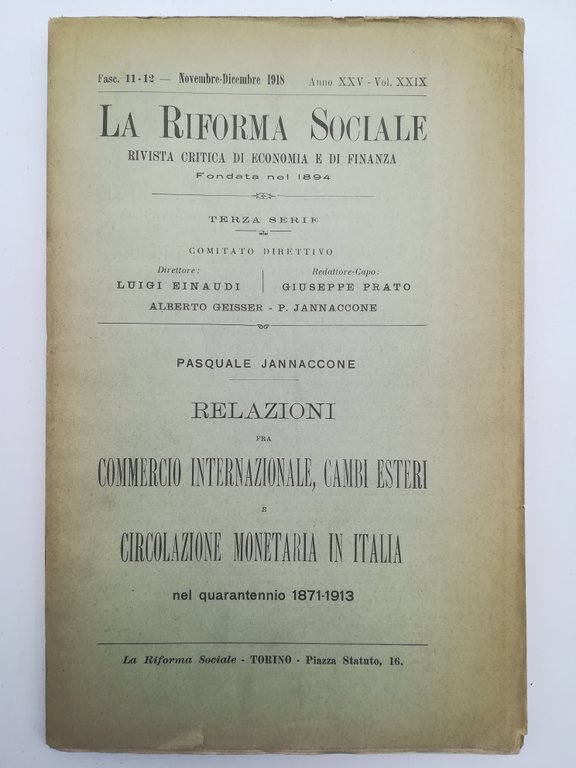 Fasc. 11-12 — Novembre-Dicembre 1918 Anno XXV - Vol. XXIX
LA RIFORMA SOCIALE
RIVISTA CRITICA DI ECONOMIA E DI FINANZA
Fondata nel 1894
TERZA SERIE
COMITATO DIRETTIVO
Direttore: Redattore-Capo:
LUIGI EINAUDI GIUSEPPE PRATO
ALBERTO GEISSER - P. JANNACCONE
PASQUALE JANNACCONE
RELAZIONI
FRA
COMMERCIO INTERNAZIONALE, CAMBI ESTERI
E
CIRCOLAZIONE MONETARIA IN ITALIA
nel quarantennio 1871-1913
La Riforma Sociale - TORINO - Piazza Statuto, 16.